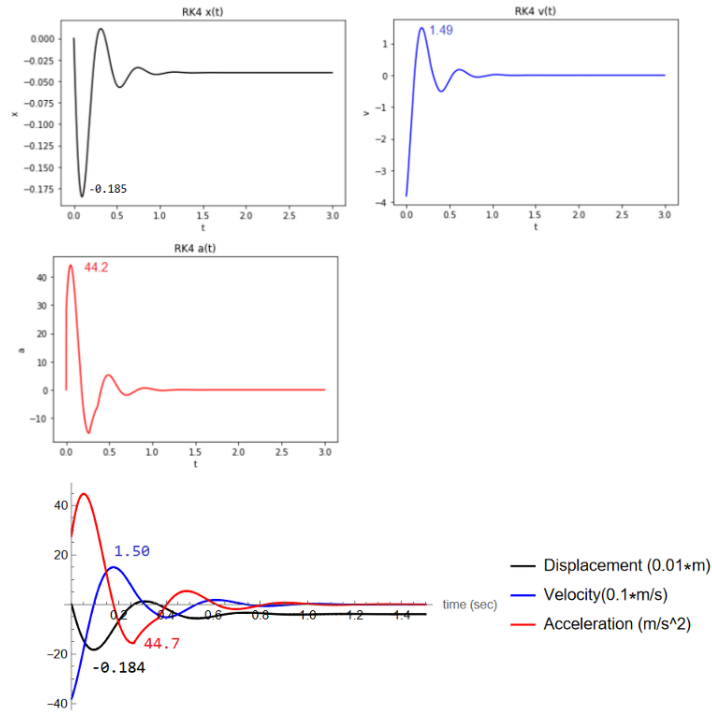 RK4 x(t)
0.000
−0.025
−0.050
−0.075
−0.100
−0.125
−0.150
−0.175
x
-0.185
0.0 0.5 1.0 1.5 2.0 2.5 3.0
t
RK4 v(t)
1
0
−1
−2
−3
−4
v
1.49
0.0 0.5 1.0 1.5 2.0 2.5 3.0
t
RK4 a(t)
40
30
20
10
0
−10
a
44.2
0.0 0.5 1.0 1.5 2.0 2.5 3.0
t
40
20
−20
−40
1.50
44.7
-0.184
0.2 0.4 0.6 0.8 1.0 1.2 1.4
time (sec)
Displacement (0.01*m)
Velocity(0.1*m/s)
Acceleration (m/s^2)